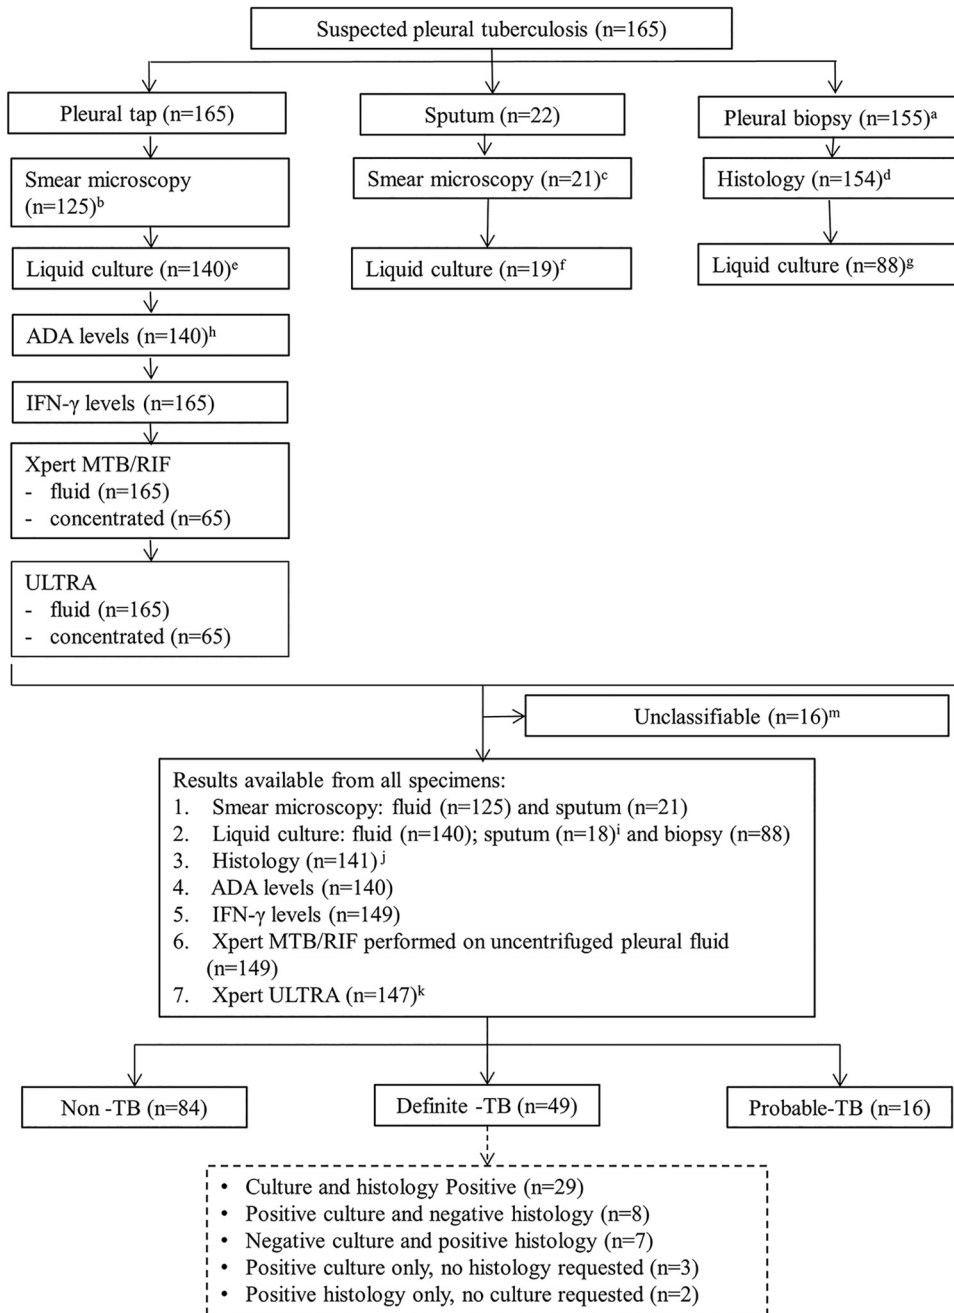 Suspected pleural tuberculosis (n=165)
Pleural tap (n=165)
Sputum (n=22)
Pleural biopsy (n=155)ᵃ
Smear microscopy
(n=125)ᵇ
Smear microscopy (n=21)ᶜ
Histology (n=154)ᵈ
Liquid culture (n=140)ᵉ
Liquid culture (n=19)ᶠ
Liquid culture (n=88)ᵍ
ADA levels (n=140)ʰ
IFN-γ levels (n=165)
Xpert MTB/RIF
- fluid (n=165)
- concentrated (n=65)
ULTRA
- fluid (n=165)
- concentrated (n=65)
Unclassifiable (n=16)ᵐ
Results available from all specimens:
1. Smear microscopy: fluid (n=125) and sputum (n=21)
2. Liquid culture: fluid (n=140); sputum (n=18)ⁱ and biopsy (n=88)
3. Histology (n=141)ʲ
4. ADA levels (n=140)
5. IFN-γ levels (n=149)
6. Xpert MTB/RIF performed on uncentrifuged pleural fluid
(n=149)
7. Xpert ULTRA (n=147)ᵏ
Non -TB (n=84)
Definite -TB (n=49)
Probable-TB (n=16)
• Culture and histology Positive (n=29)
• Positive culture and negative histology (n=8)
• Negative culture and positive histology (n=7)
• Positive culture only, no histology requested (n=3)
• Positive histology only, no culture requested (n=2)